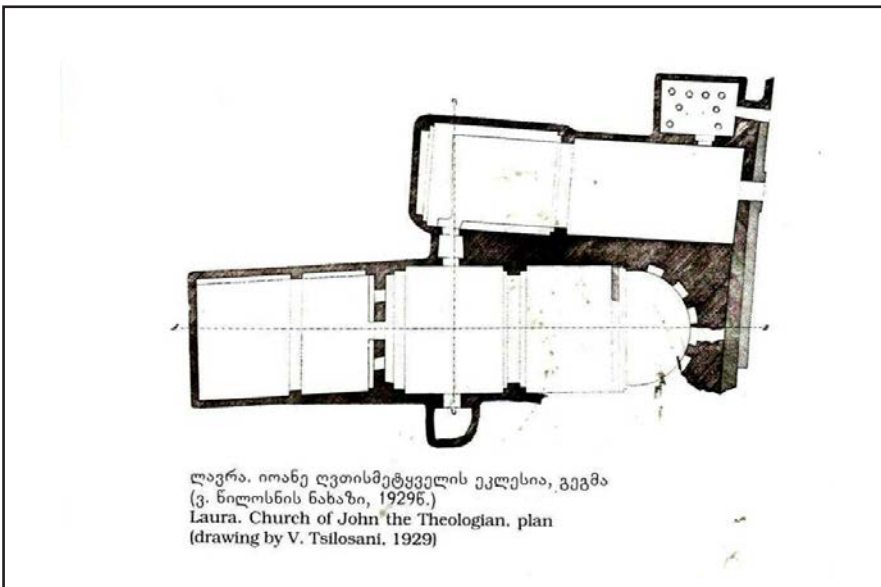 ლავრა. იოანე ღვთისმეტყველის ეკლესია, გეგმა
(ვ. წილოსნის ნახაზი, 1929წ.)
Laura. Church of John the Theologian, plan
(drawing by V. Tsilosani, 1929)